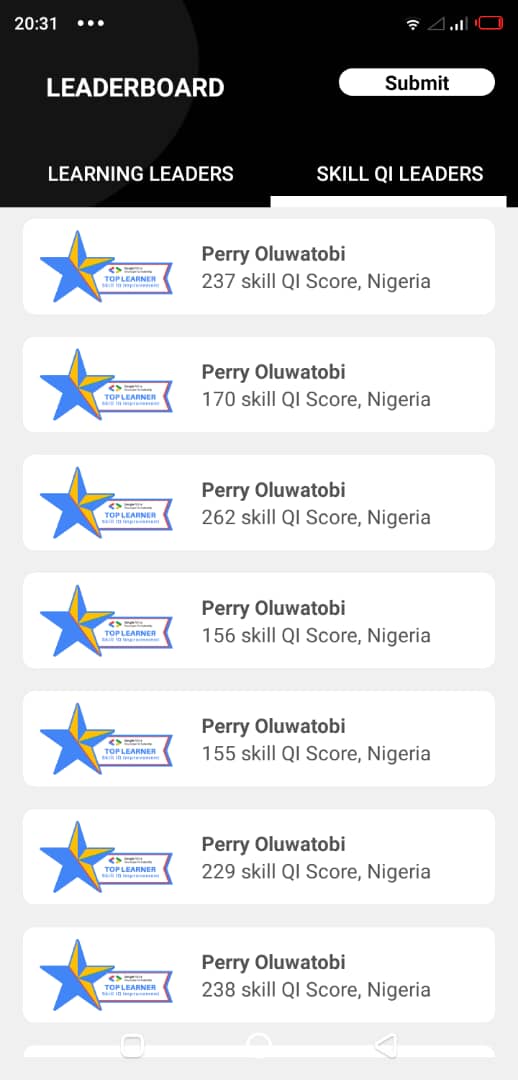 20:31
LEADERBOARD
Submit
LEARNING LEADERS
SKILL QI LEADERS
TOP LEARNER
Skill IQ Improvement
Perry Oluwatobi
237 skill QI Score, Nigeria
TOP LEARNER
Skill IQ Improvement
Perry Oluwatobi
170 skill QI Score, Nigeria
TOP LEARNER
Skill IQ Improvement
Perry Oluwatobi
262 skill QI Score, Nigeria
TOP LEARNER
Skill IQ Improvement
Perry Oluwatobi
156 skill QI Score, Nigeria
TOP LEARNER
Skill IQ Improvement
Perry Oluwatobi
155 skill QI Score, Nigeria
TOP LEARNER
Skill IQ Improvement
Perry Oluwatobi
229 skill QI Score, Nigeria
TOP LEARNER
Skill IQ Improvement
Perry Oluwatobi
238 skill QI Score, Nigeria